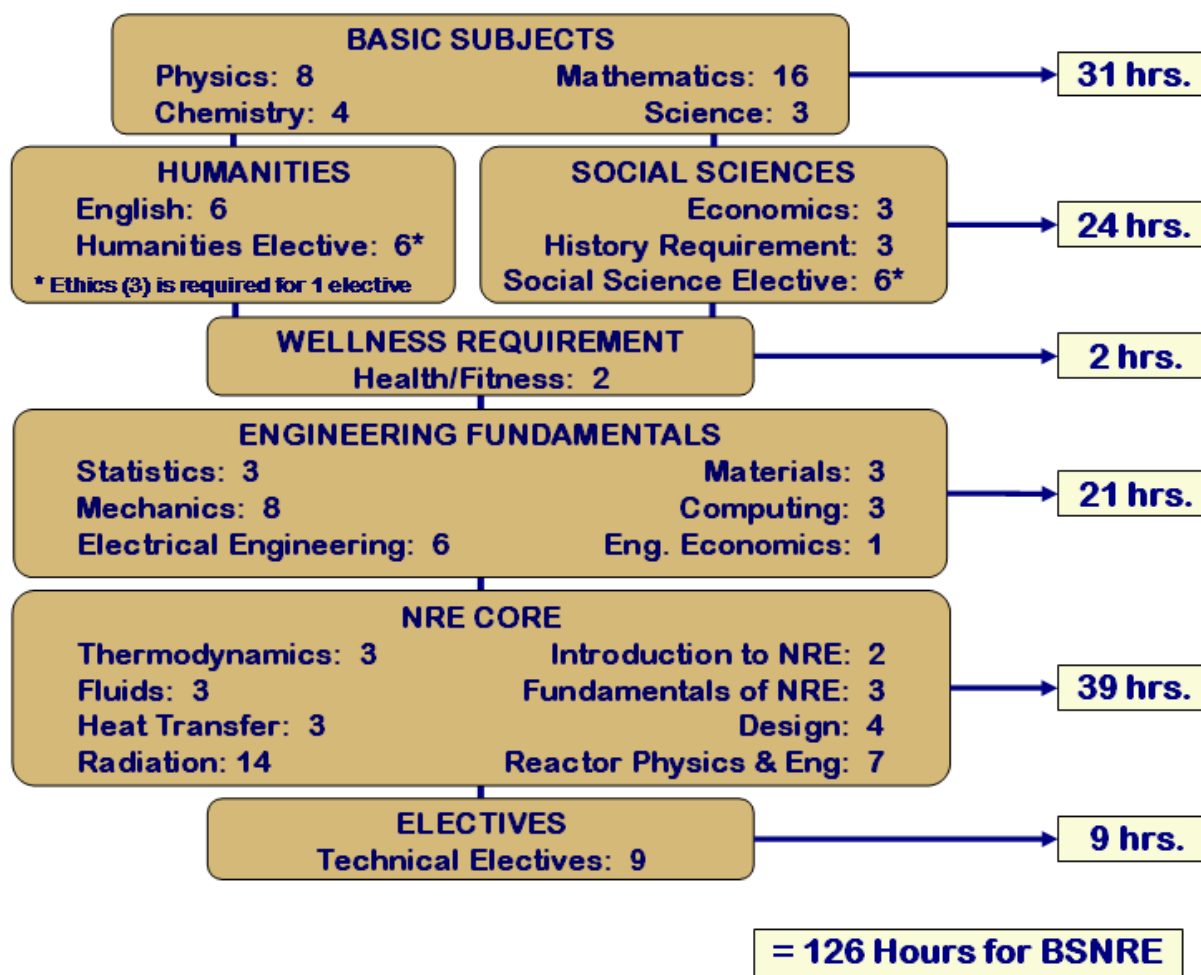 BASIC SUBJECTS
Physics: 8 Mathematics: 16
Chemistry: 4 Science: 3
31 hrs.
HUMANITIES
English: 6
Humanities Elective: 6*
* Ethics (3) is required for 1 elective
SOCIAL SCIENCES
Economics: 3
History Requirement: 3
Social Science Elective: 6*
24 hrs.
WELLNESS REQUIREMENT
Health/Fitness: 2
2 hrs.
ENGINEERING FUNDAMENTALS
Statistics: 3 Materials: 3
Mechanics: 8 Computing: 3
Electrical Engineering: 6 Eng. Economics: 1
21 hrs.
NRE CORE
Thermodynamics: 3 Introduction to NRE: 2
Fluids: 3 Fundamentals of NRE: 3
Heat Transfer: 3 Design: 4
Radiation: 14 Reactor Physics & Eng: 7
39 hrs.
ELECTIVES
Technical Electives: 9
9 hrs.
= 126 Hours for BSNRE